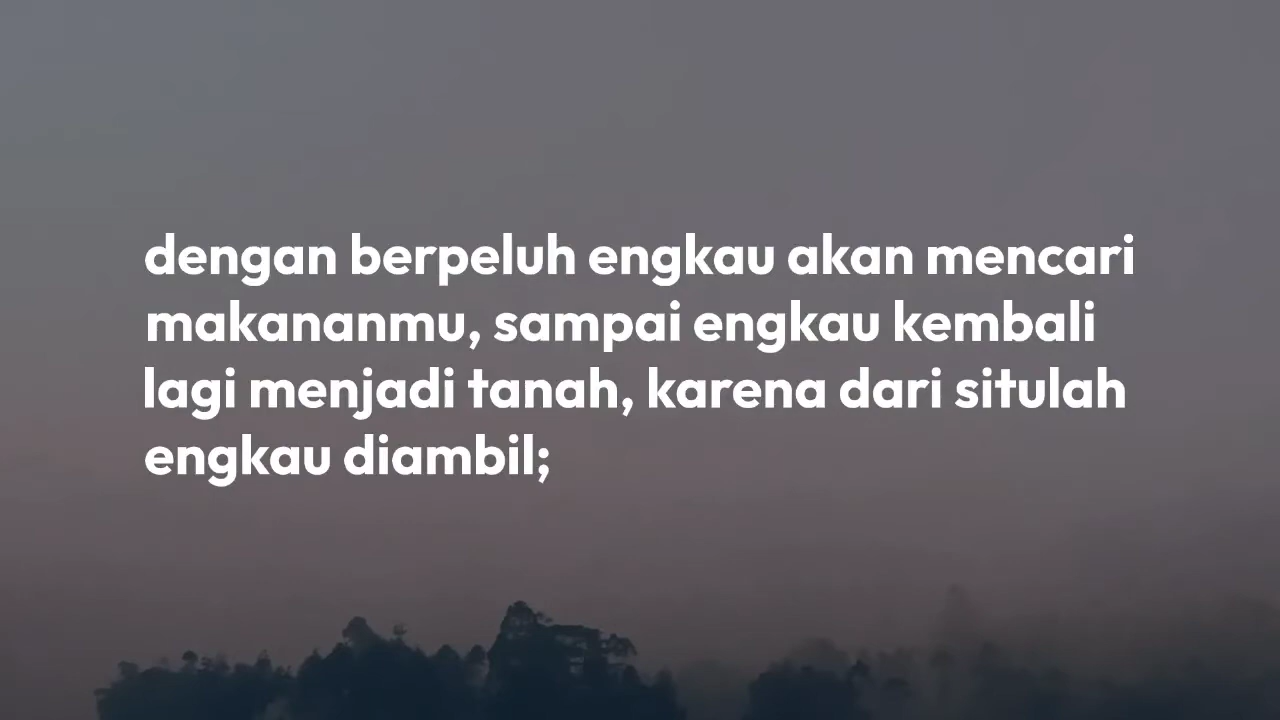 dengan berpeluh engkau akan mencari
makananmu, sampai engkau kembali
lagi menjadi tanah, karena dari situlah
engkau diambil;